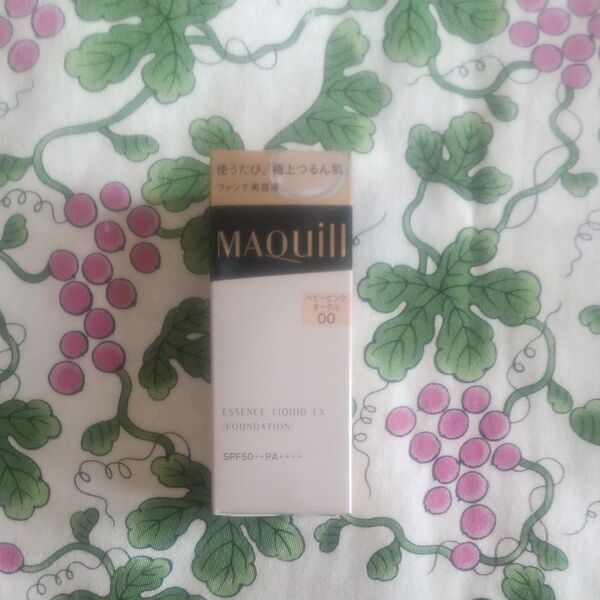 使うたび、「極上つるん肌」
ファンデ美容液
MAQuill
ベビーピンク
オークル
00
ESSENCE LIQUID EX
(FOUNDATION)
SPF50++PA++++